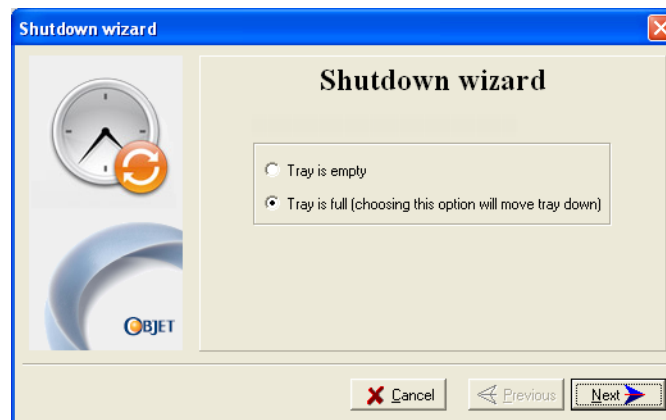 Shutdown wizard
Shutdown wizard
Tray is empty
Tray is full (choosing this option will move tray down)
OBJET
Cancel
Previous
Next